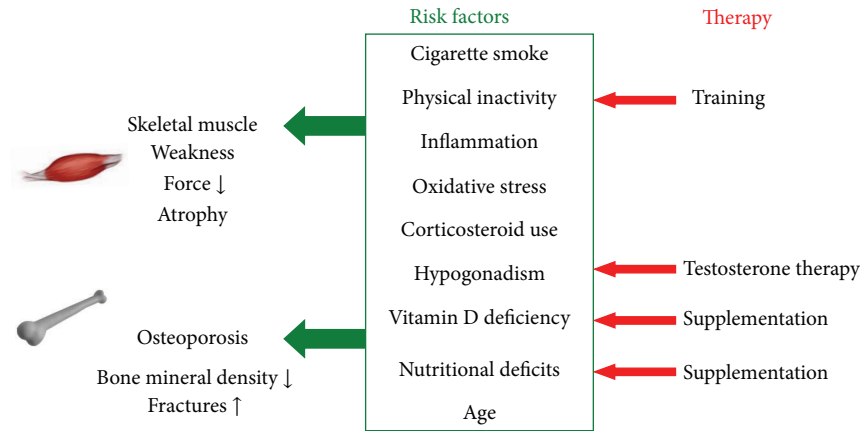 Risk factors
Therapy
Cigarette smoke
Physical inactivity
Training
Inflammation
Oxidative stress
Corticosteroid use
Hypogonadism
Testosterone therapy
Vitamin D deficiency
Supplementation
Nutritional deficits
Supplementation
Age
Skeletal muscle
Weakness
Force ↓
Atrophy
Osteoporosis
Bone mineral density ↓
Fractures ↑